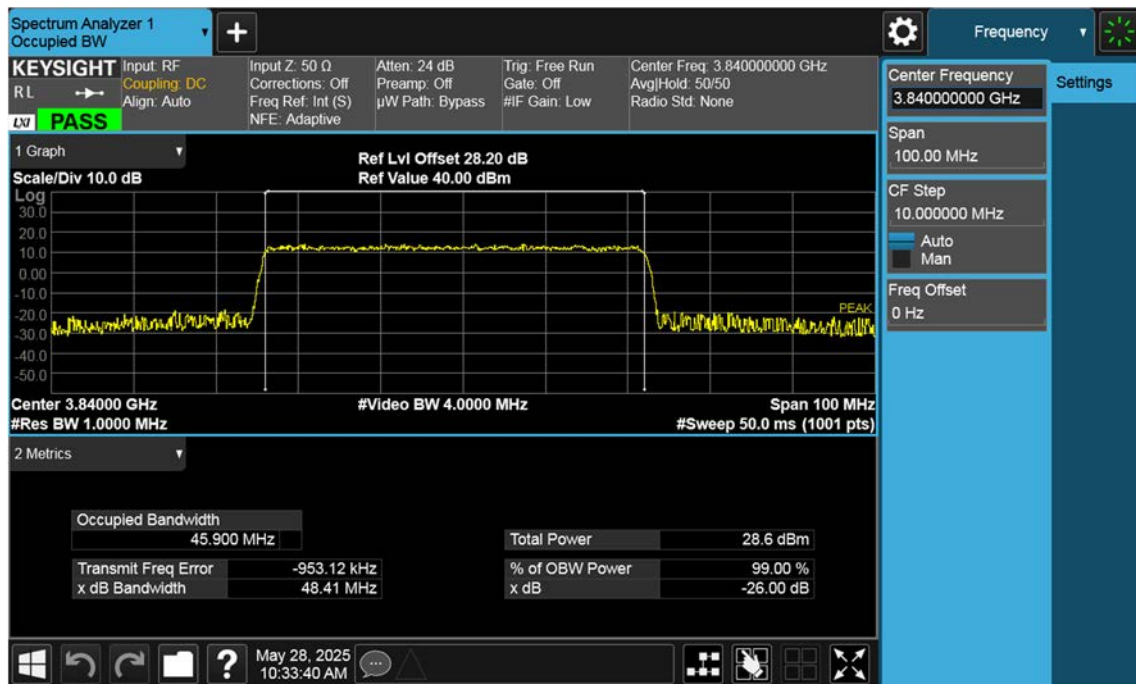 Spectrum Analyzer 1
Occupied BW
+
Frequency
KEYSIGHT
R L
LXI PASS
Input: RF
Coupling: DC
Align: Auto
Input Z: 50 Ω
Corrections: Off
Freq Ref: Int (S)
NFE: Adaptive
Atten: 24 dB
Preamp: Off
µW Path: Bypass
Trig: Free Run
Gate: Off
#IF Gain: Low
Center Freq: 3.840000000 GHz
Avg|Hold: 50/50
Radio Std: None
Center Frequency
3.840000000 GHz
Settings
Span
100.00 MHz
CF Step
10.000000 MHz
Auto
Man
Freq Offset
0 Hz
1 Graph
Ref Lvl Offset 28.20 dB
Scale/Div 10.0 dB
Ref Value 40.00 dBm
Log
30.0
20.0
10.0
0.00
-10.0
-20.0
-30.0
-40.0
-50.0
PEAK
Center 3.84000 GHz
#Video BW 4.0000 MHz
Span 100 MHz
#Res BW 1.0000 MHz
#Sweep 50.0 ms (1001 pts)
2 Metrics
Occupied Bandwidth
45.900 MHz
Total Power 28.6 dBm
Transmit Freq Error -953.12 kHz
% of OBW Power 99.00 %
x dB Bandwidth 48.41 MHz
x dB -26.00 dB
?
May 28, 2025
10:33:40 AM